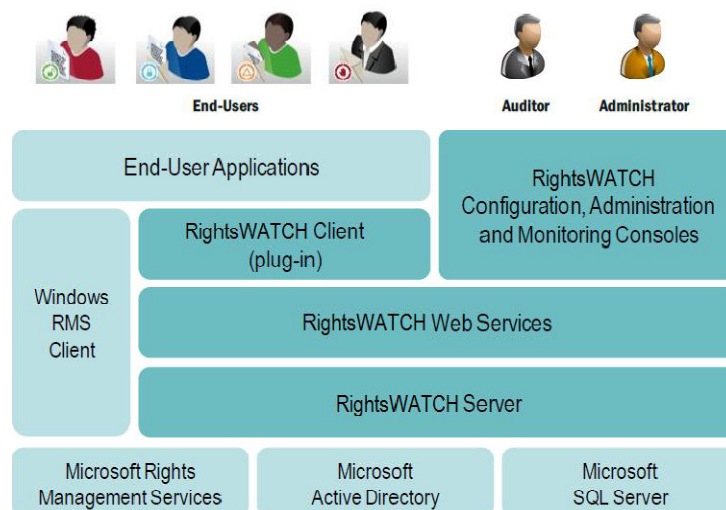 End-Users
Auditor
Administrator
End-User Applications
RightsWATCH
Configuration, Administration
and Monitoring Consoles
RightsWATCH Client
(plug-in)
Windows
RMS
Client
RightsWATCH Web Services
RightsWATCH Server
Microsoft Rights
Management Services
Microsoft
Active Directory
Microsoft
SQL Server